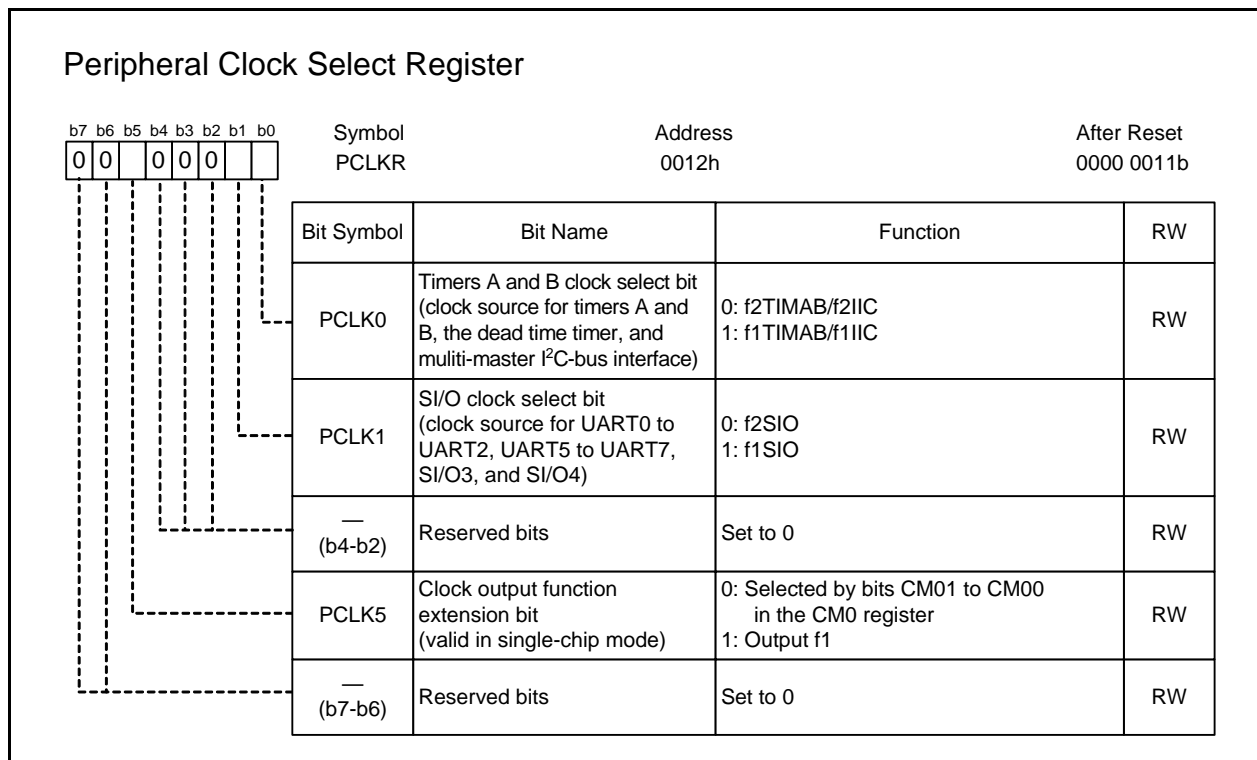 Peripheral Clock Select Register
b7 b6 b5 b4 b3 b2 b1 b0
Symbol Address After Reset
0 0 0 0 0
PCLKR 0012h 0000 0011b
Bit Symbol Bit Name Function RW
PCLK0
Timers A and B clock select bit
(clock source for timers A and
B, the dead time timer, and
muliti-master I²C-bus interface)
0: f2TIMAB/f2IIC
1: f1TIMAB/f1IIC
RW
PCLK1
SI/O clock select bit
(clock source for UART0 to
UART2, UART5 to UART7,
SI/O3, and SI/O4)
0: f2SIO
1: f1SIO
RW
—
(b4-b2)
Reserved bits
Set to 0
RW
PCLK5
Clock output function
extension bit
(valid in single-chip mode)
0: Selected by bits CM01 to CM00
in the CM0 register
1: Output f1
RW
—
(b7-b6)
Reserved bits
Set to 0
RW